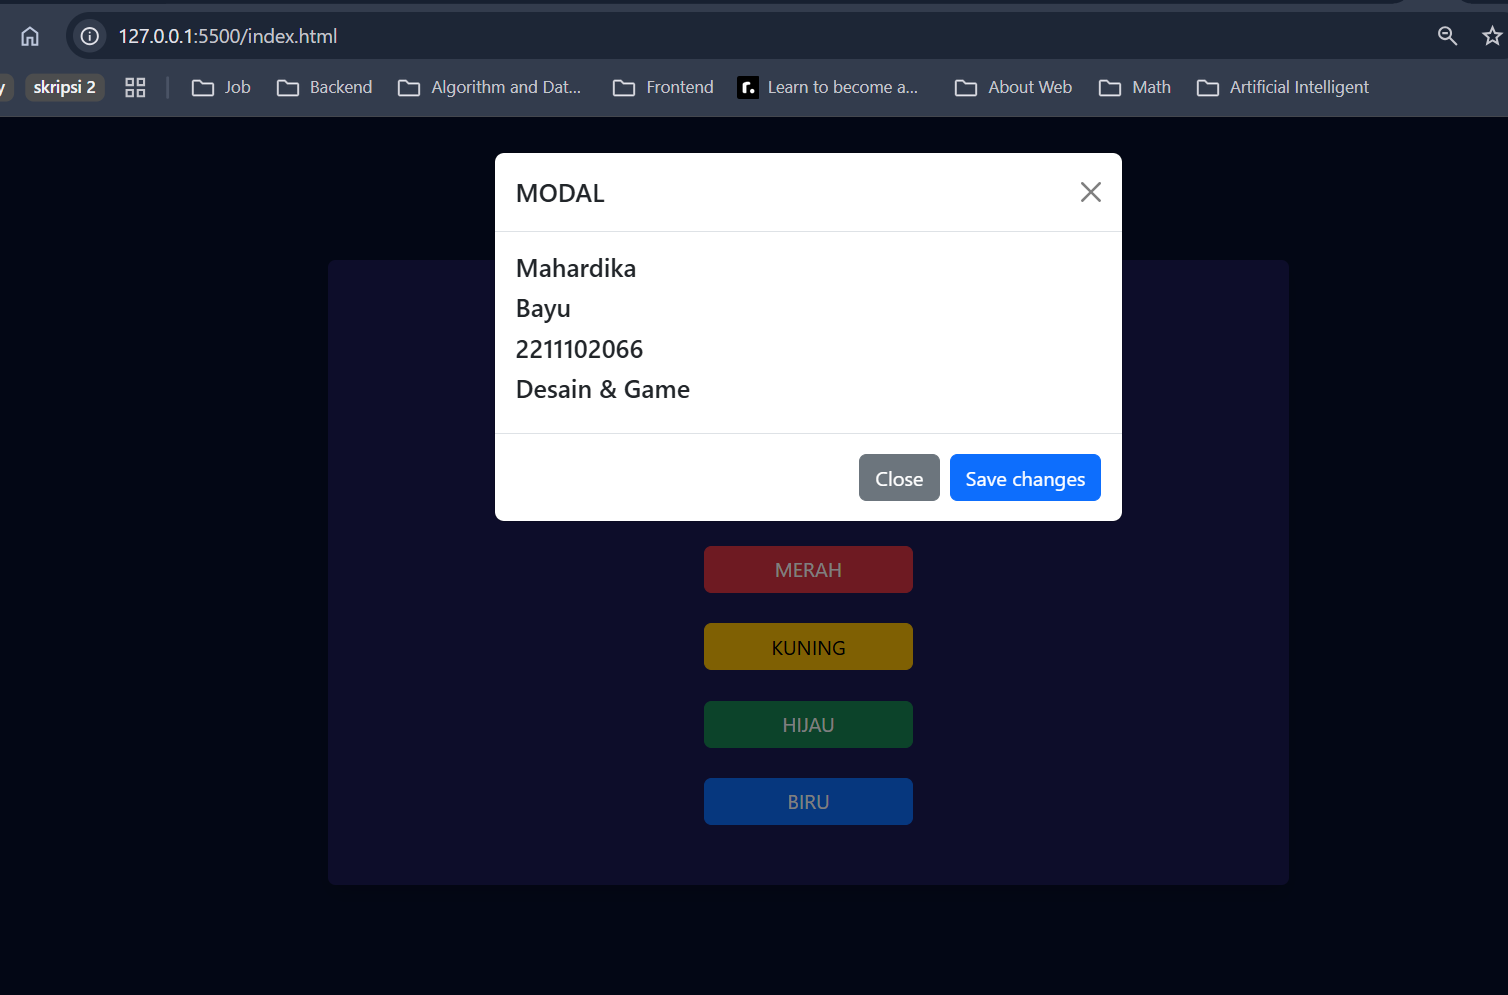 127.0.0.1:5500/index.html
y skripsi 2 Job Backend Algorithm and Dat... Frontend Learn to become a... About Web Math Artificial Intelligent
MODAL
Mahardika
Bayu
2211102066
Desain & Game
Close Save changes
MERAH
KUNING
HIJAU
BIRU